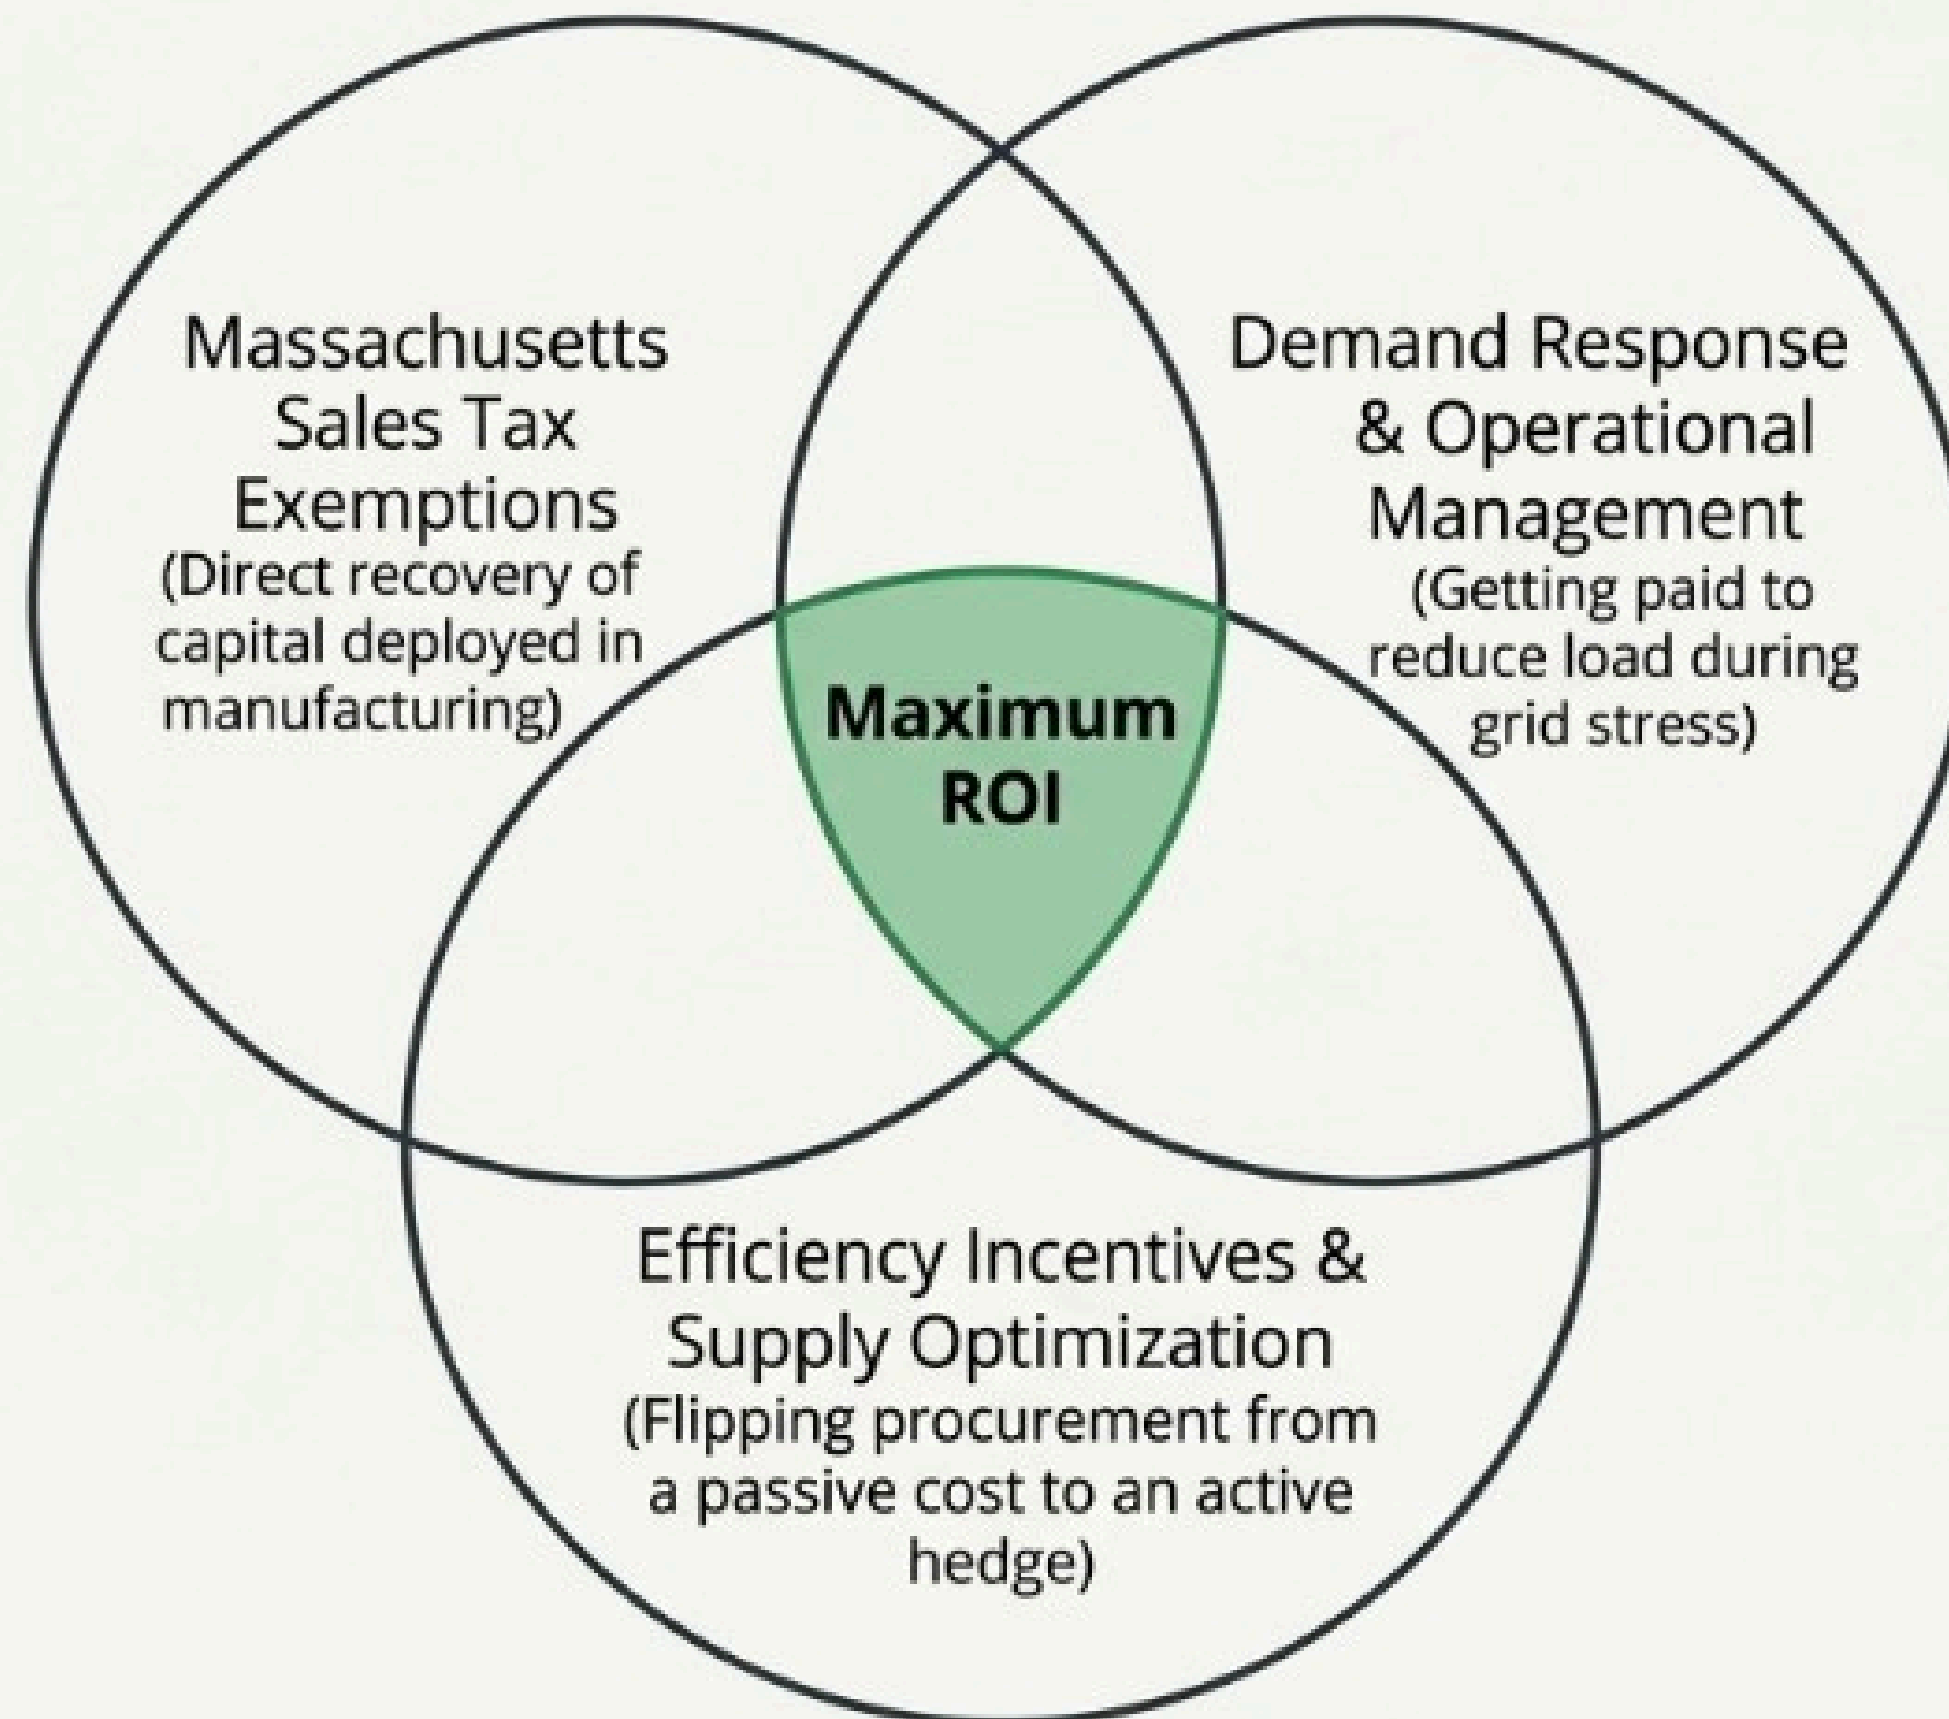 Massachusetts
Sales Tax
Exemptions
(Direct recovery of
capital deployed in
manufacturing)
Demand Response
& Operational
Management
(Getting paid to
reduce load during
grid stress)
Maximum
ROI
Efficiency Incentives &
Supply Optimization
(Flipping procurement from
a passive cost to an active
hedge)